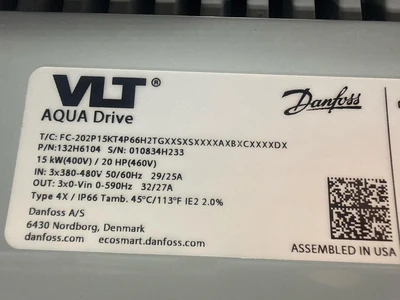 VLT®
AQUA Drive
Danfoss
T/C: FC-202P15KT4P66H2TGXXSXSXXXXAXBXCXXXXDX
P/N:132H6104 S/N: 010834H233
15 kW(400V) / 20 HP(460V)
IN: 3x380-480V 50/60Hz 29/25A
OUT: 3x0-Vin 0-590Hz 32/27A
Type 4X / IP66 Tamb. 45°C/113°F IE2 2.0%
Danfoss A/S
6430 Nordborg, Denmark
danfoss.com ecosmart.danfoss.com
ASSEMBLED IN USA